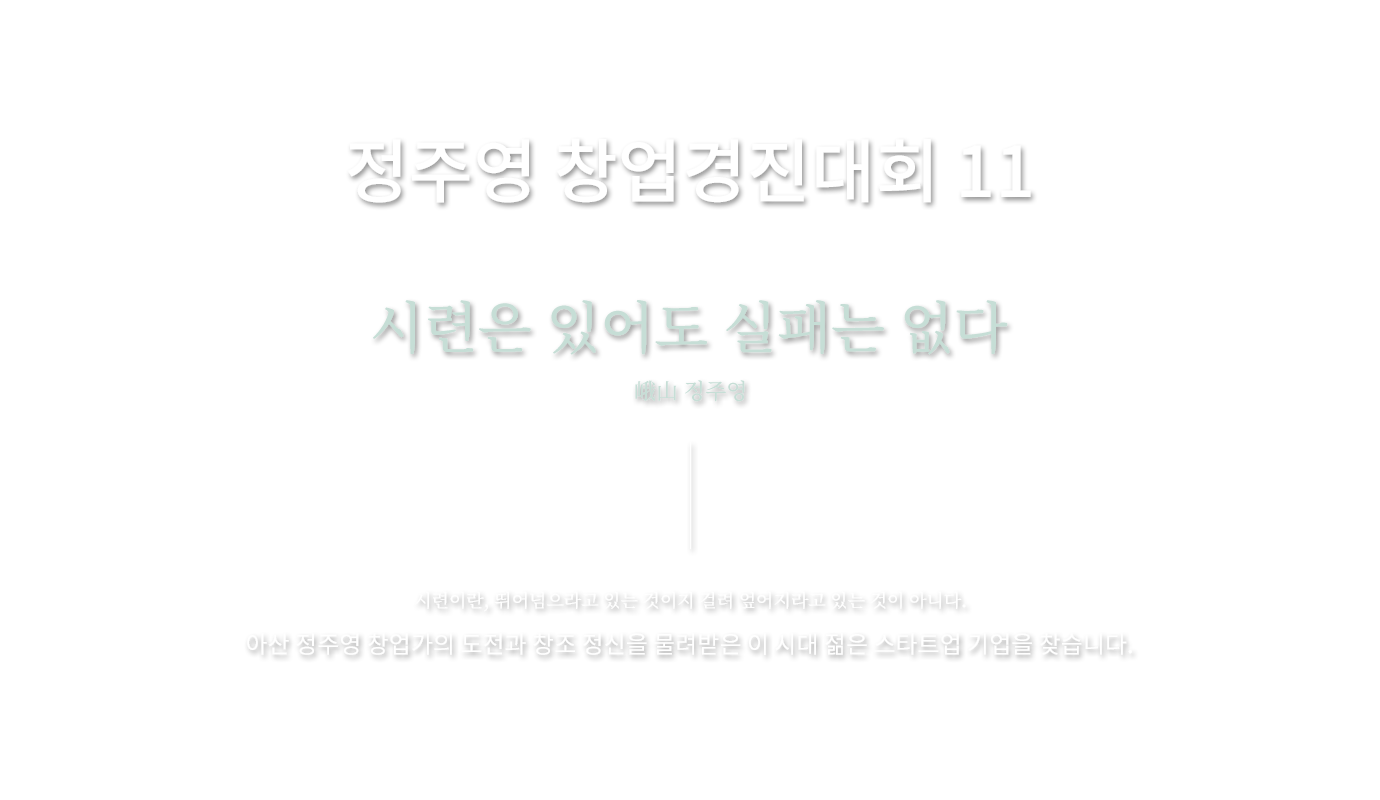 정주영 창업경진대회 11
시련은 있어도 실패는 없다
峨山 정주영
시련이란, 뛰어넘으라고 있는 것이지 걸려 엎어지라고 있는 것이 아니다.
아산 정주영 창업가의 도전과 창조 정신을 물려받은 이 시대 젊은 스타트업 기업을 찾습니다.